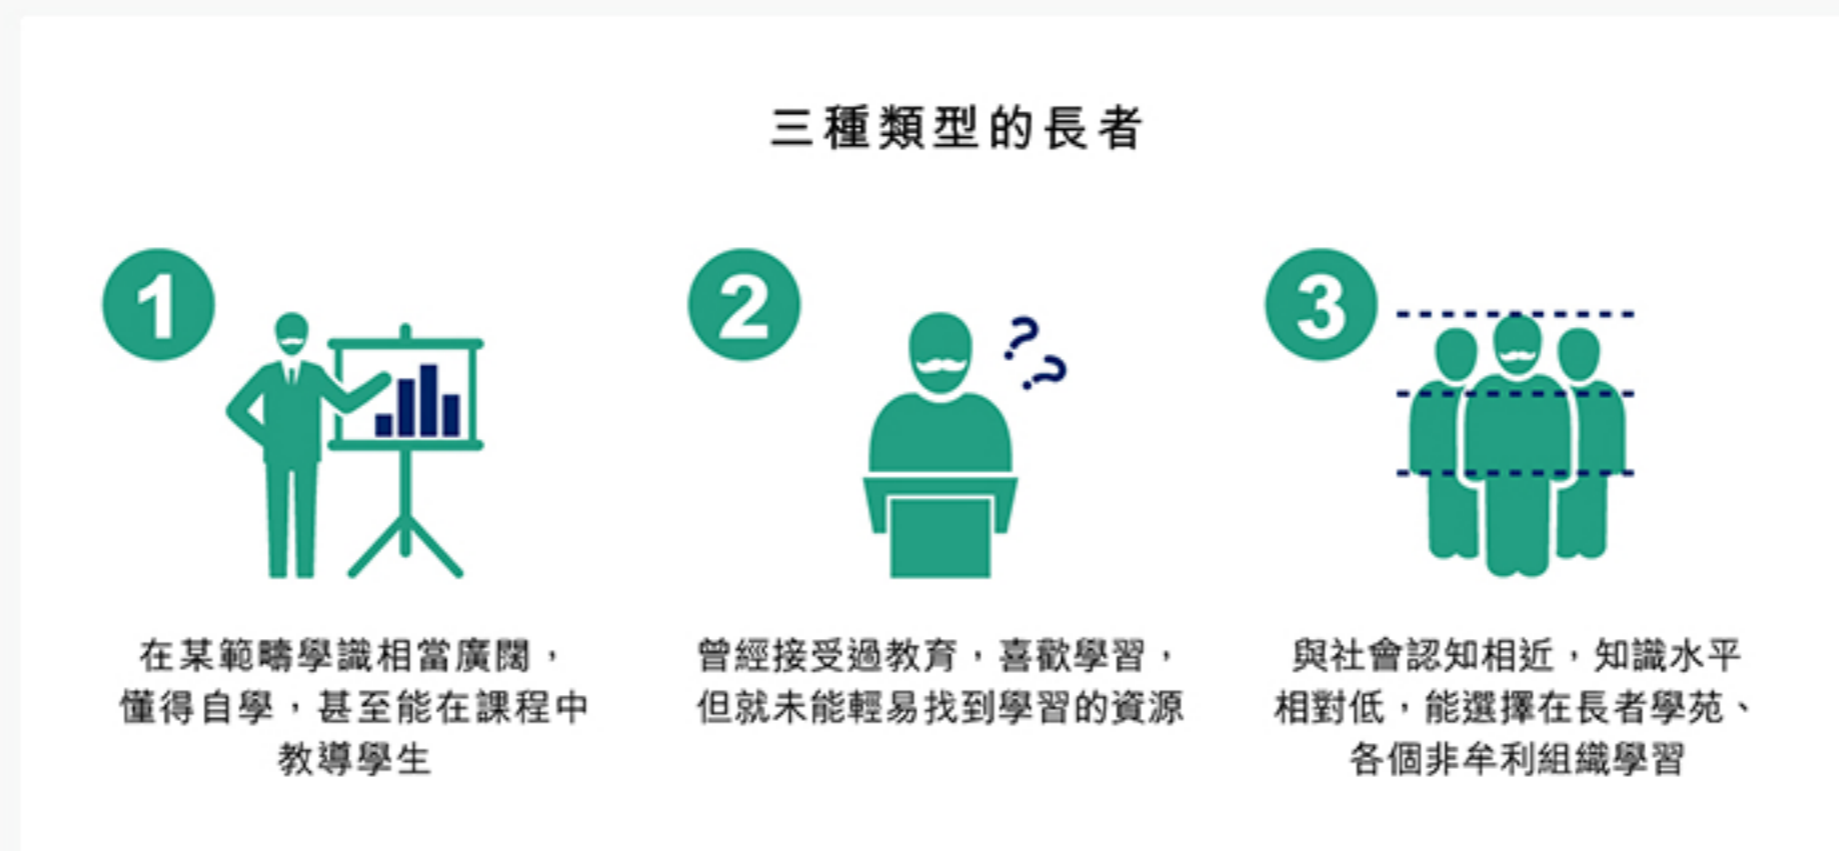 三種類型的長者
1
在某範疇學識相當廣闊，
懂得自學，甚至能在課程中
教導學生
2
曾經接受過教育，喜歡學習，
但就未能輕易找到學習的資源
3
與社會認知相近，知識水平
相對低，能選擇在長者學苑、
各個非牟利組織學習